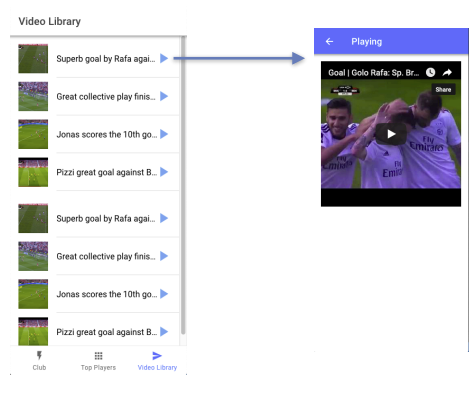 Video Library
Superb goal by Rafa agai...
Great collective play finis...
Jonas scores the 10th go...
Pizzi great goal against B...
Superb goal by Rafa agai...
Great collective play finis...
Jonas scores the 10th go...
Pizzi great goal against B...
Club
Top Players
Video Library
Playing
Goal | Golo Rafa: Sp. Br...
Share
Fly
Emirates
Fly